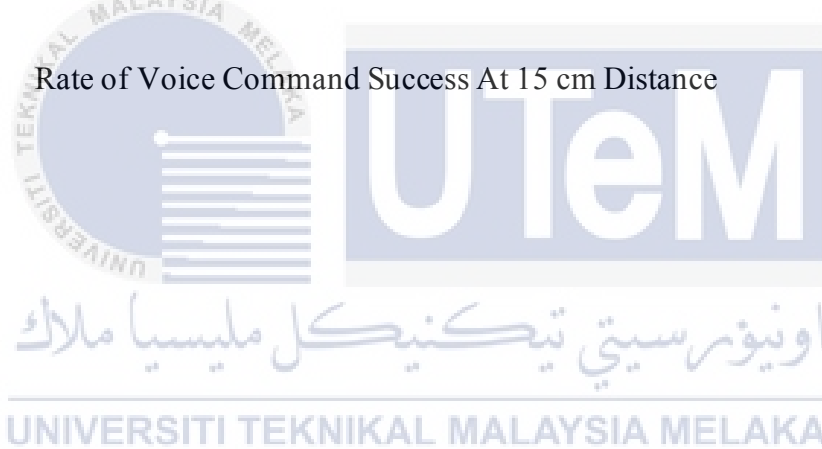 Rate of Voice Command Success At 15 cm Distance
UNIVERSITI TEKNIKAL MALAYSIA MELAKA
UTeM
اونيۏرسيتي تيكنيكل مليسيا ملاك
UNIVERSITI TEKNIKAL MALAYSIA MELAKA